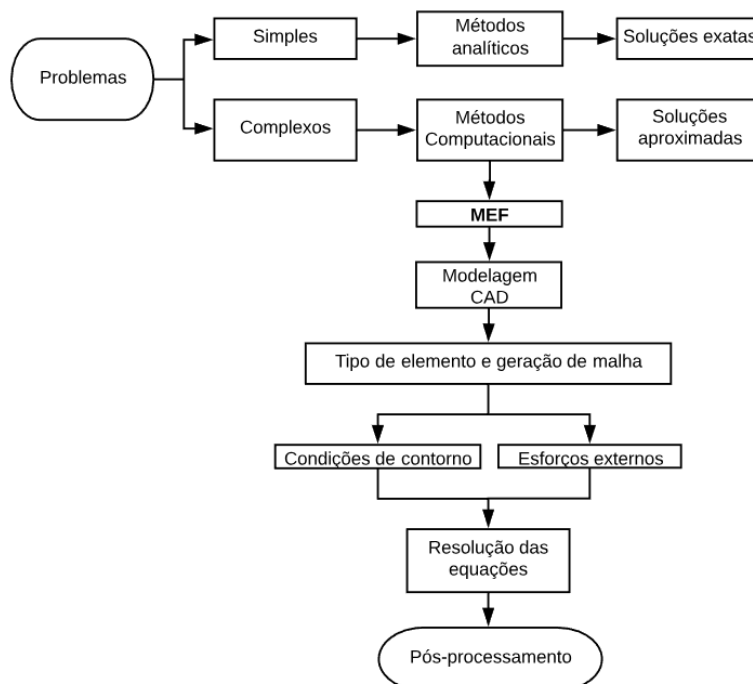 Problemas
Simples
Métodos
analíticos
Soluções exatas
Complexos
Métodos
Computacionais
Soluções
aproximadas
MEF
Modelagem
CAD
Tipo de elemento e geração de malha
Condições de contorno
Esforços externos
Resolução das
equações
Pós-processamento